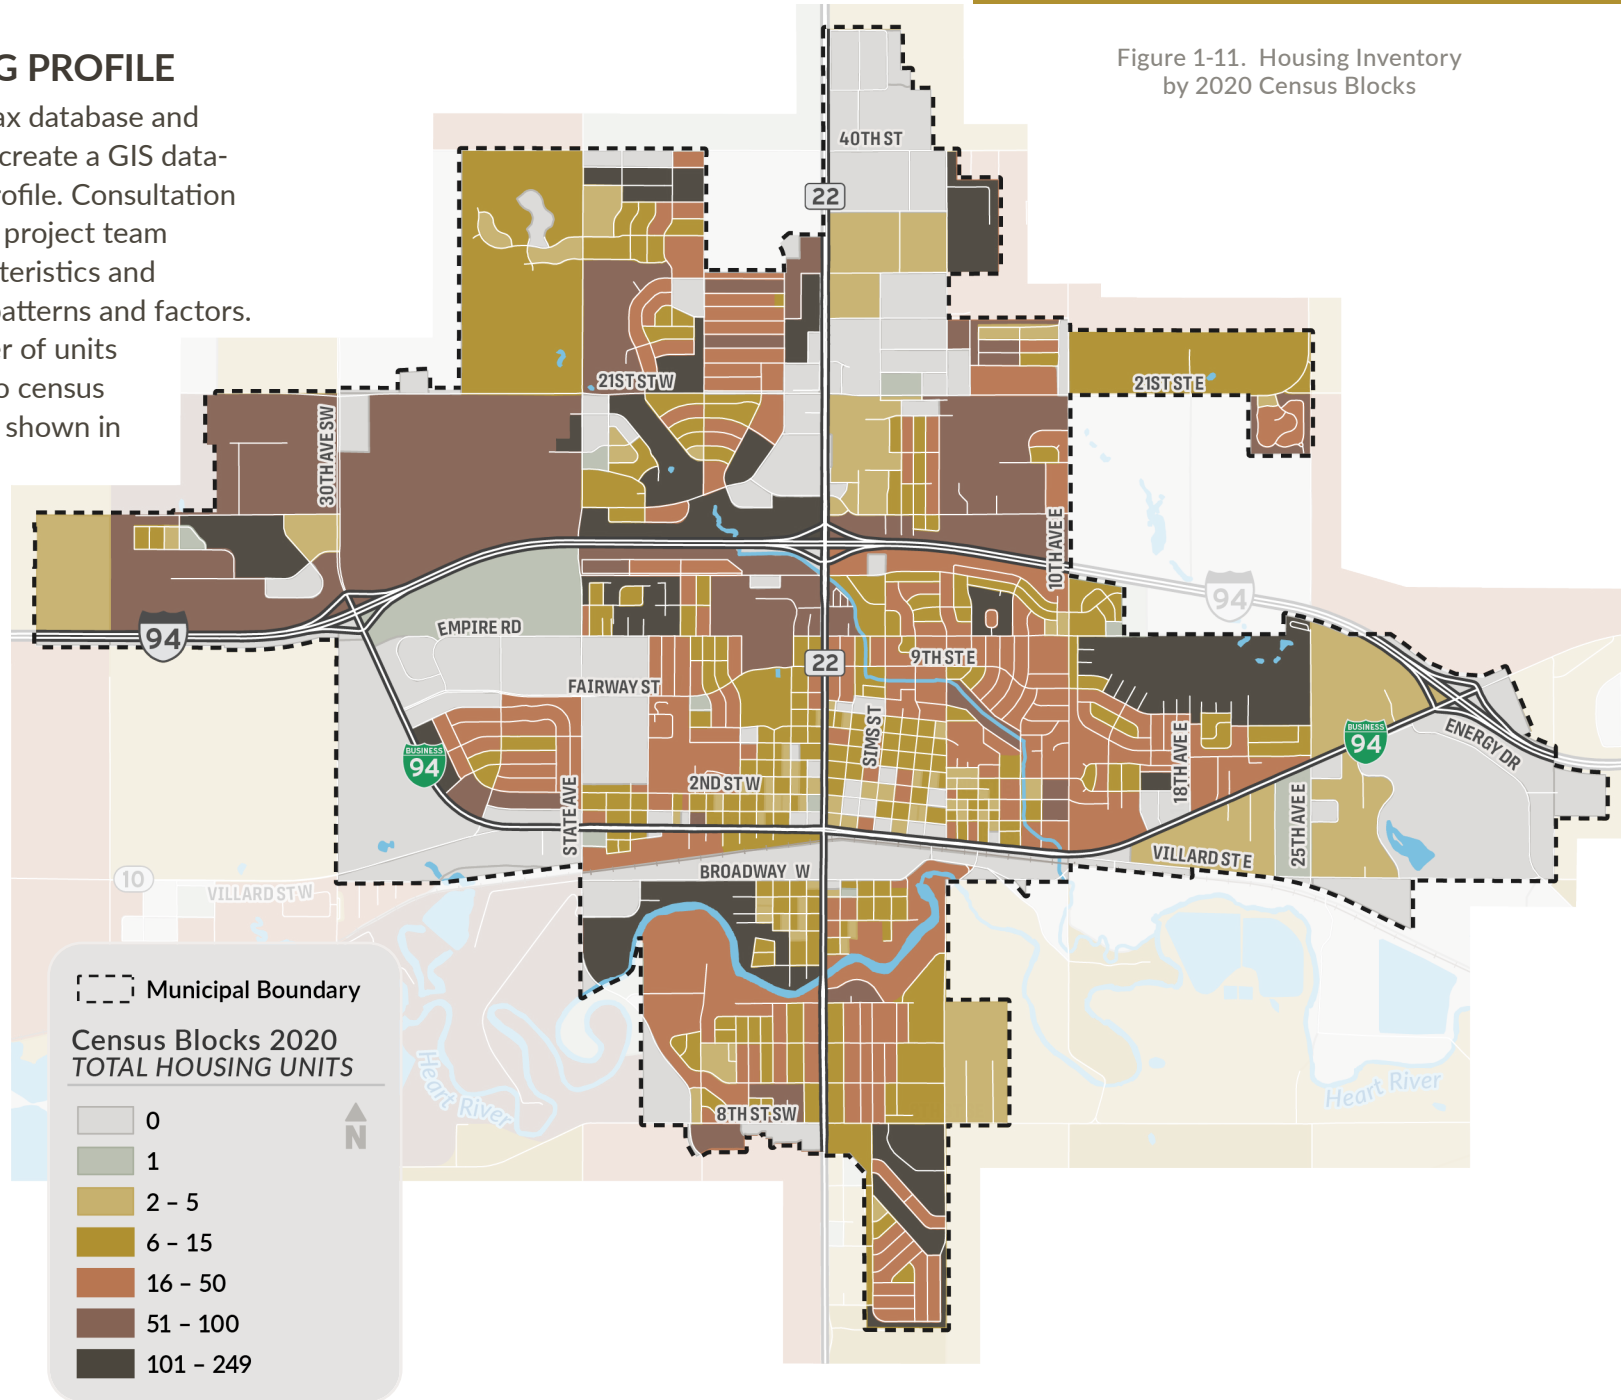 G PROFILE
ax database and
create a GIS data-
rofile. Consultation
project team
teristics and
patterns and factors.
er of units
o census
shown in
Figure 1-11. Housing Inventory
by 2020 Census Blocks
40TH ST
22
21ST ST W
21ST ST E
30TH AVE SW
10TH AVE E
94
94
EMPIRE RD
9TH ST E
22
FAIRWAY ST
SIMS ST
BUSINESS
94
BUSINESS
94
ENERGY DR
18TH AVE E
2ND ST W
STATE AVE
25TH AVE E
VILLARD ST E
BROADWAY W
10
VILLARD ST W
Heart River
Heart River
8TH ST SW
Municipal Boundary
Census Blocks 2020
TOTAL HOUSING UNITS
0
N
1
2 – 5
6 – 15
16 – 50
51 – 100
101 – 249